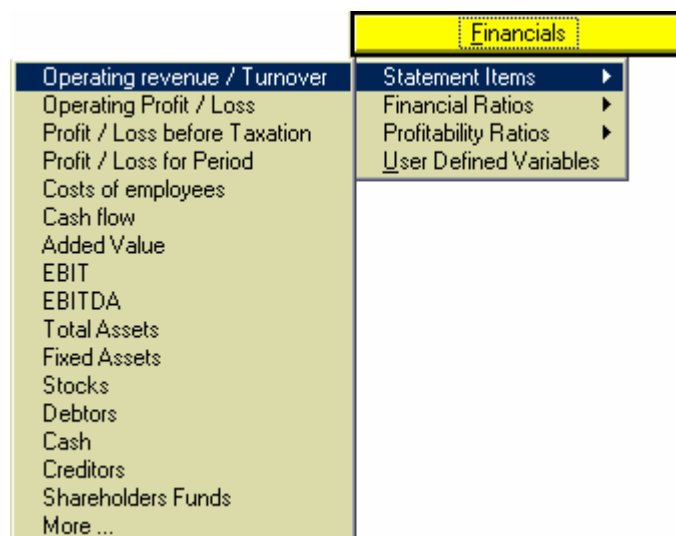 Financials
Statement Items
Financial Ratios
Profitability Ratios
User Defined Variables
Operating revenue / Turnover
Operating Profit / Loss
Profit / Loss before Taxation
Profit / Loss for Period
Costs of employees
Cash flow
Added Value
EBIT
EBITDA
Total Assets
Fixed Assets
Stocks
Debtors
Cash
Creditors
Shareholders Funds
More ...